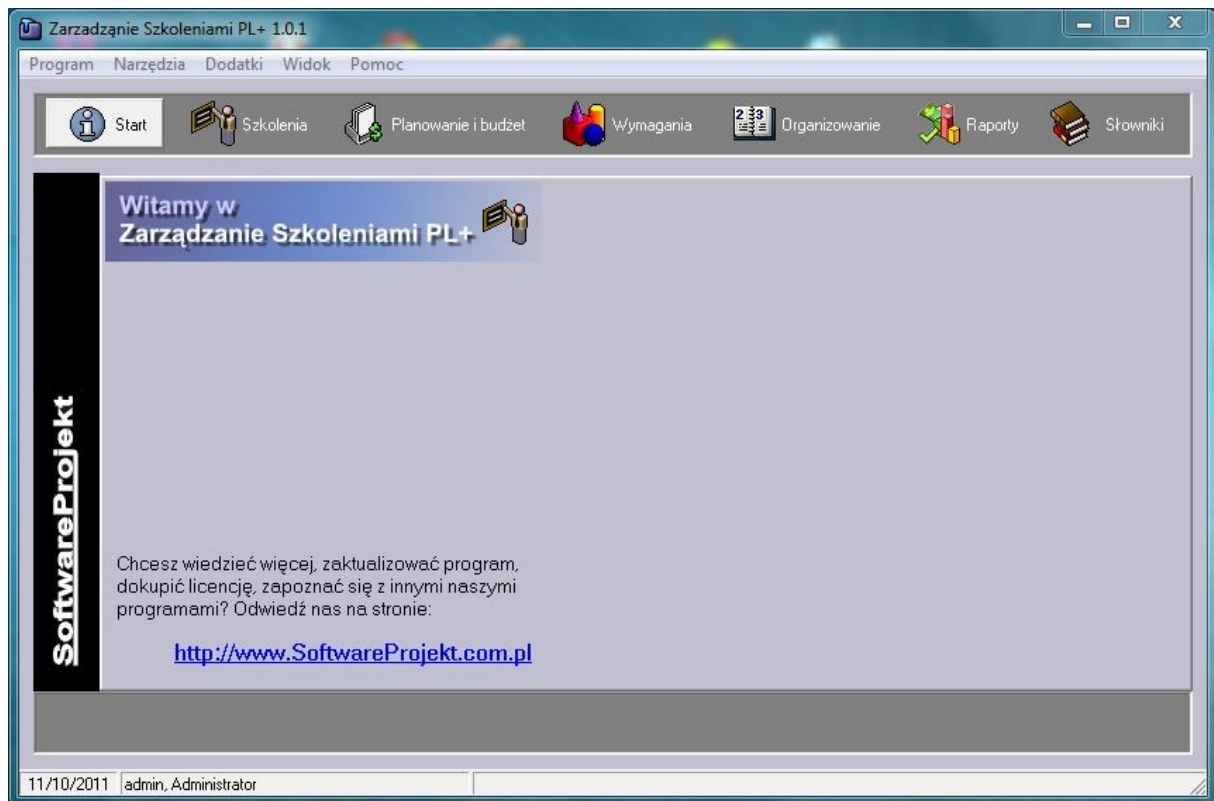 Zarzadząnie Szkoleniami PL+ 1.0.1
Program Narzędzia Dodatki Widok Pomoc
Start Szkolenia Planowanie i budżet Wymagania Organizowanie Raporty Słowniki
Witamy w
Zarządzanie Szkoleniami PL+
SoftwareProjekt
Chcesz wiedzieć więcej, zaktualizować program,
dokupić licencję, zapoznać się z innymi naszymi
programami? Odwiedź nas na stronie:
http://www.SoftwareProjekt.com.pl
11/10/2011 admin, Administrator